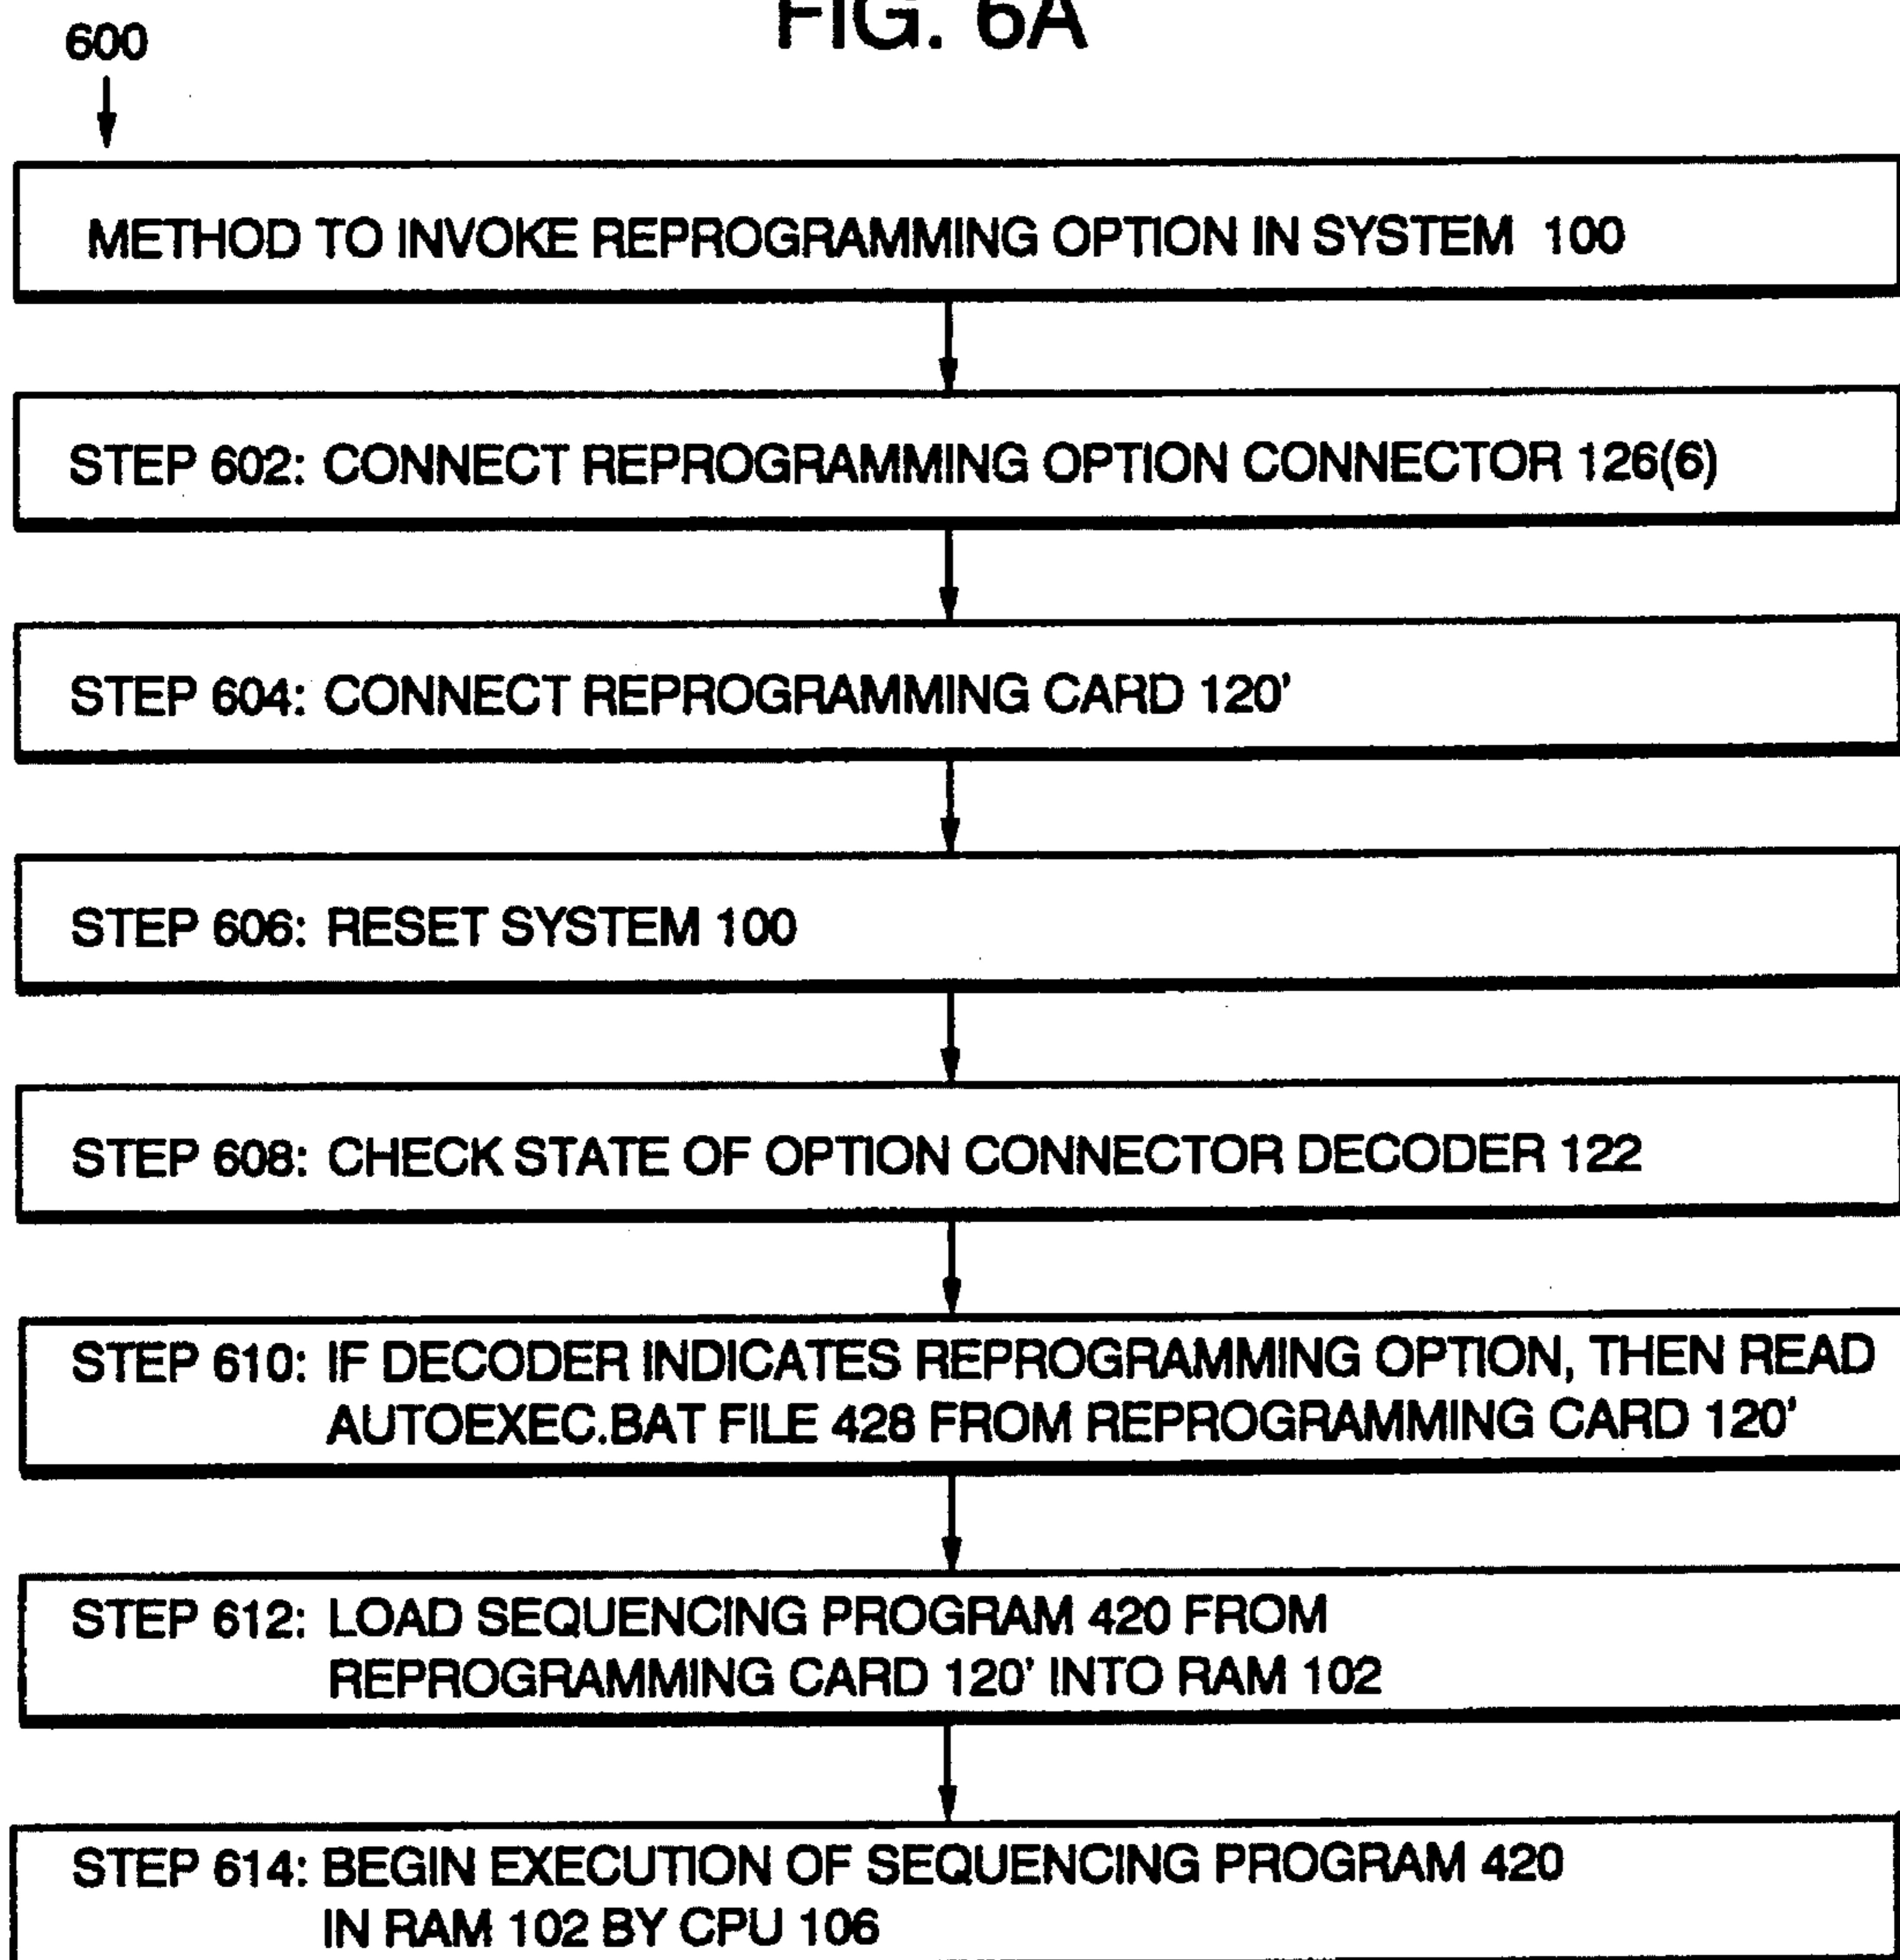 FIG. 6A
600
METHOD TO INVOKE REPROGRAMMING OPTION IN SYSTEM 100
STEP 602: CONNECT REPROGRAMMING OPTION CONNECTOR 126(6)
STEP 604: CONNECT REPROGRAMMING CARD 120'
STEP 606: RESET SYSTEM 100
STEP 608: CHECK STATE OF OPTION CONNECTOR DECODER 122
STEP 610: IF DECODER INDICATES REPROGRAMMING OPTION, THEN READ
AUTOEXEC.BAT FILE 428 FROM REPROGRAMMING CARD 120'
STEP 612: LOAD SEQUENCING PROGRAM 420 FROM
REPROGRAMMING CARD 120' INTO RAM 102
STEP 614: BEGIN EXECUTION OF SEQUENCING PROGRAM 420
IN RAM 102 BY CPU 106